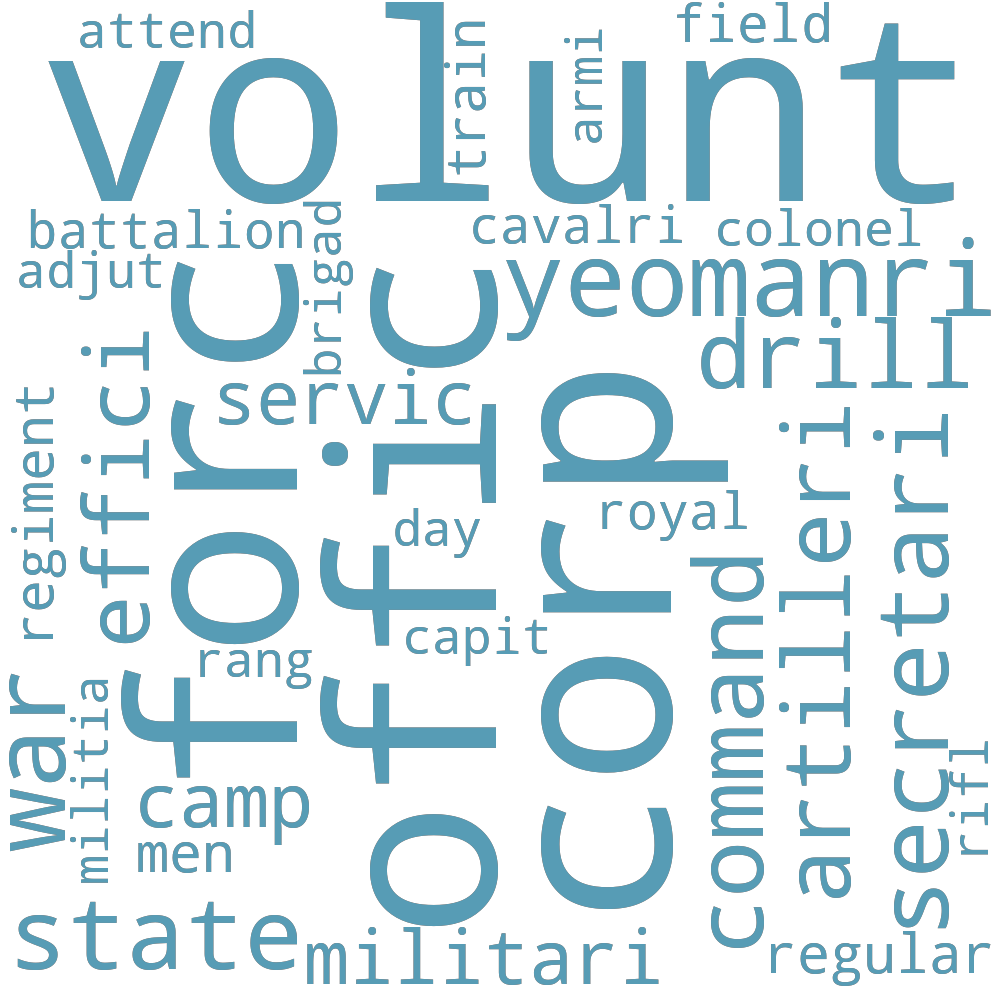 attend
field
volunt
train
armi
battalion
brigad
cavalri
colonel
adjut
forc
offic
yeomanri
drill
servic
corp
regiment
effici
day
royal
artilleri
secretari
command
capit
rang
war
militia
camp
men
rifl
state
militari
regular